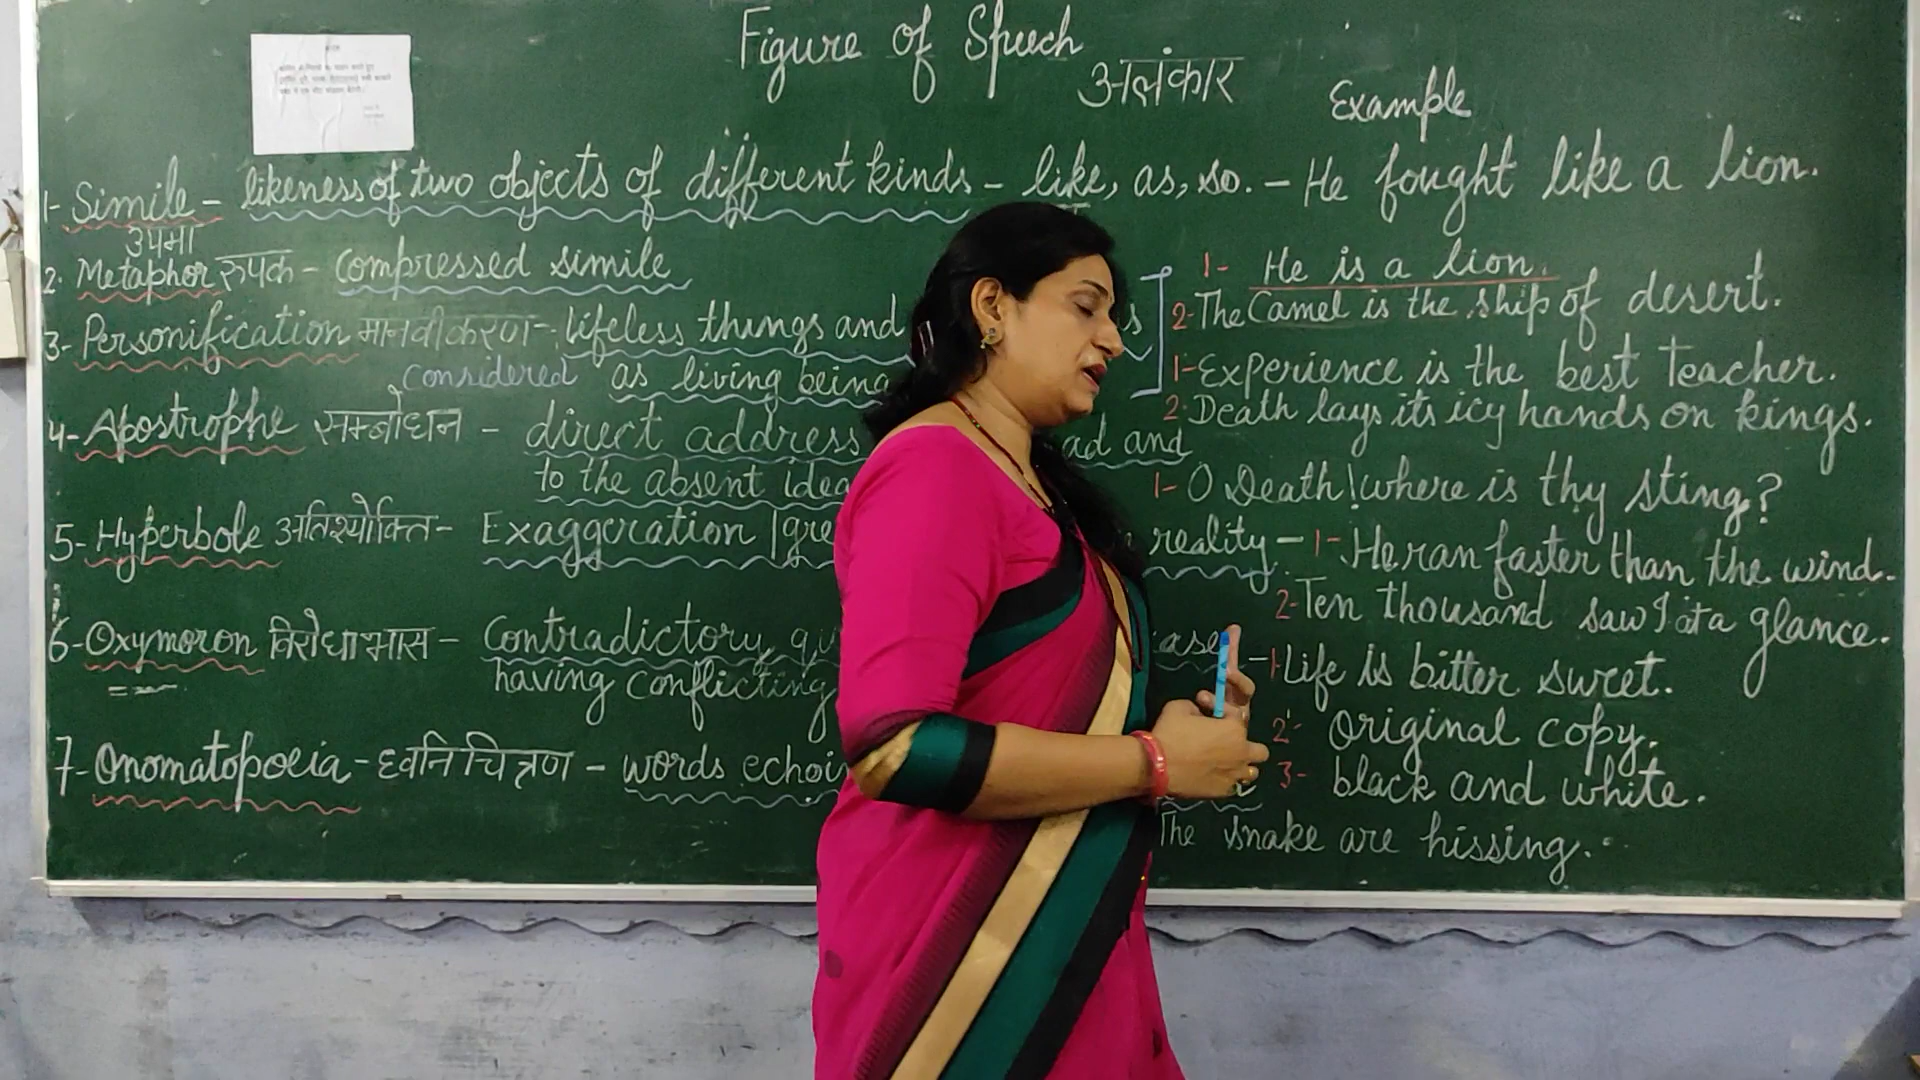 Figure of Speech
अलंकार
Example
1- Simile - likeness of two objects of different kinds - like, as, so. - He fought like a lion.
उपमा
2. Metaphor रूपक - compressed simile
1- He is a lion.
2- The Camel is the ship of desert.
3- Personification मानवीकरण - lifeless things and
considered as living being
1- Experience is the best teacher.
2. Death lays its icy hands on kings.
4- Apostrophe सम्बोधन - direct address ad and
to the absent idea
1- O Death! where is thy sting?
5- Hyperbole अतिश्योक्ति - Exaggeration | gre reality - 1- He ran faster than the wind.
2- Ten thousand saw I at a glance.
6- Oxymoron विरोधाभास - Contradictory qu ase - 1 Life is bitter sweet.
having conflicting
2- Original copy.
3- black and white.
7- Onomatopoeia - ध्वनि चित्रण - words echoi
The snake are hissing.